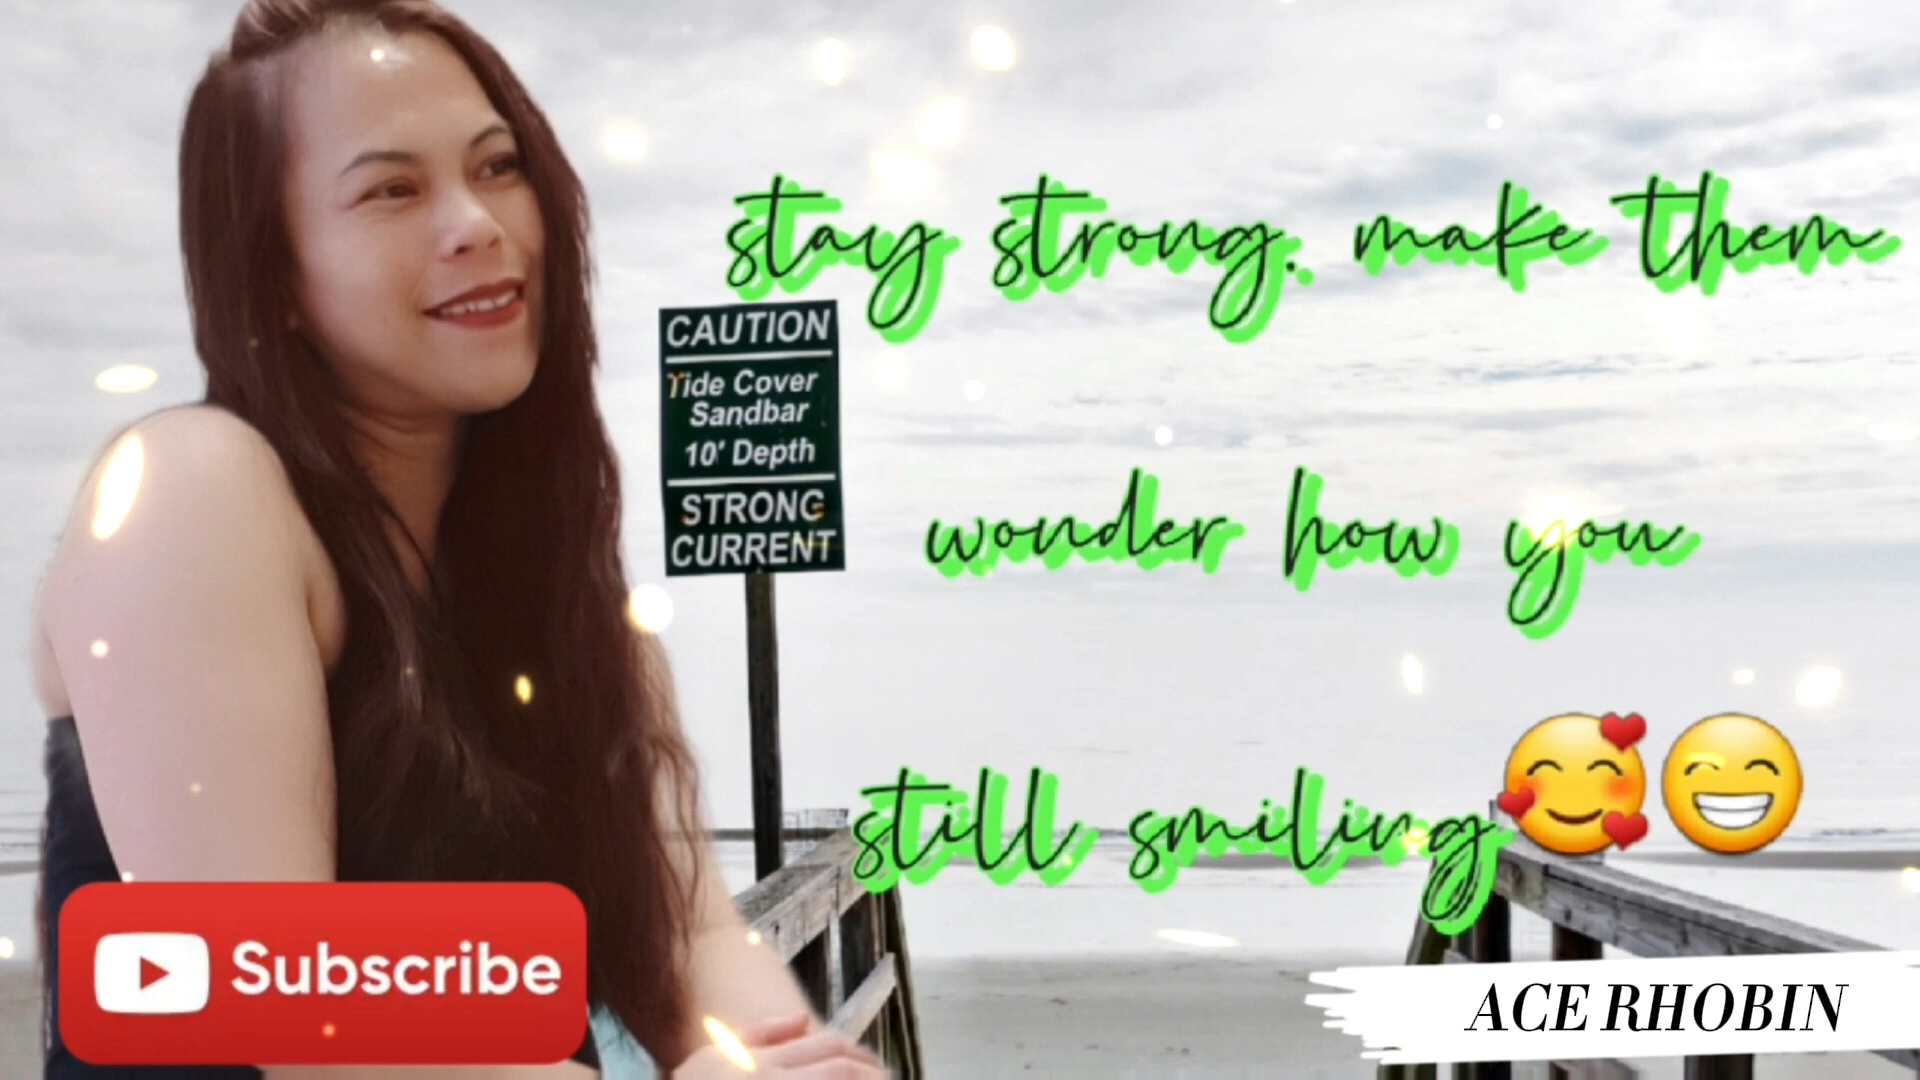 stay strong. make them
wonder how you
still smiling
CAUTION
Tide Cover
Sandbar
10' Depth
STRONG
CURRENT
Subscribe
ACE RHOBIN